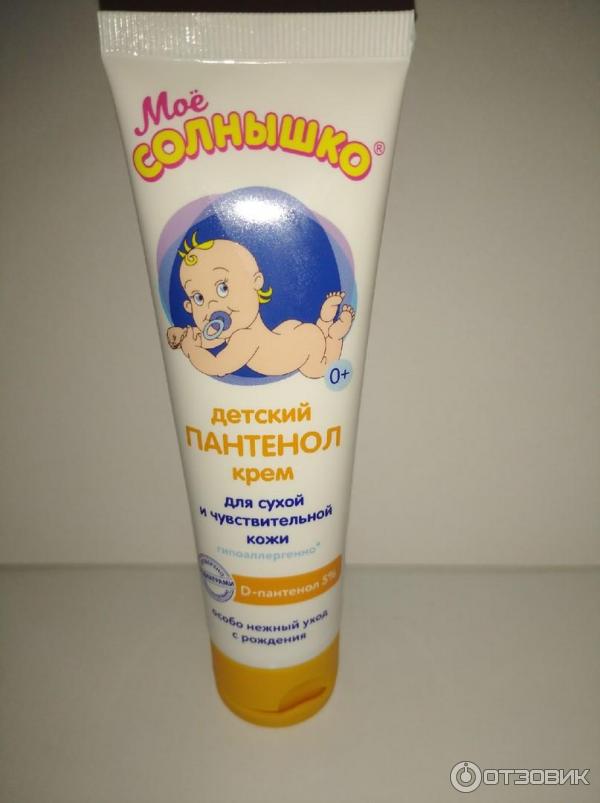 Моё
СОЛНЫШКО®
0+
детский
ПАНТЕНОЛ
крем
для сухой
и чувствительной
кожи
гипоаллергенно*
D-пантенол 5%
особо нежный уход
с рождения
ОТЗОВИК